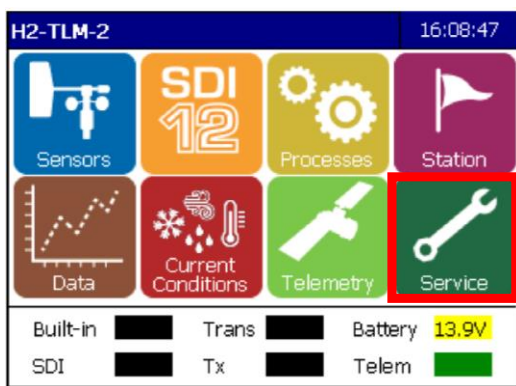 H2-TLM-2 16:08:47
SDI
12
Sensors Processes Station
Data Current Conditions Telemetry Service
Built-in Trans Battery 13.9V
SDI Tx Telem